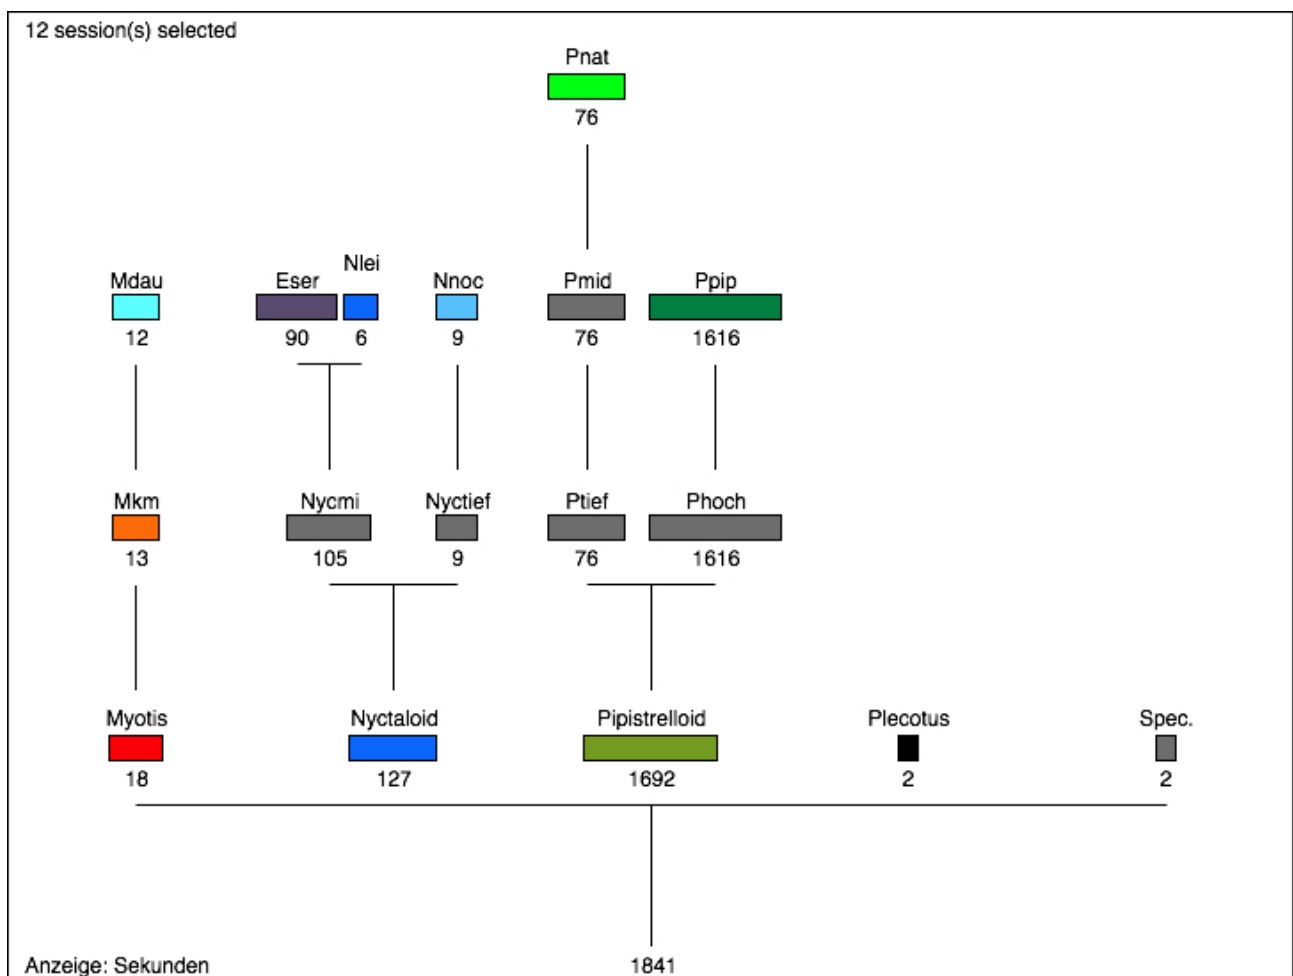 12 session(s) selected
Pnat
76
Nlei
Mdau Eser Nnoc Pmid Ppip
12 90 6 9 76 1616
Mkm Nycmi Nyctief Ptief Phoch
13 105 9 76 1616
Myotis Nyctaloid Pipistrelloid Plecotus Spec.
18 127 1692 2 2
Anzeige: Sekunden 1841